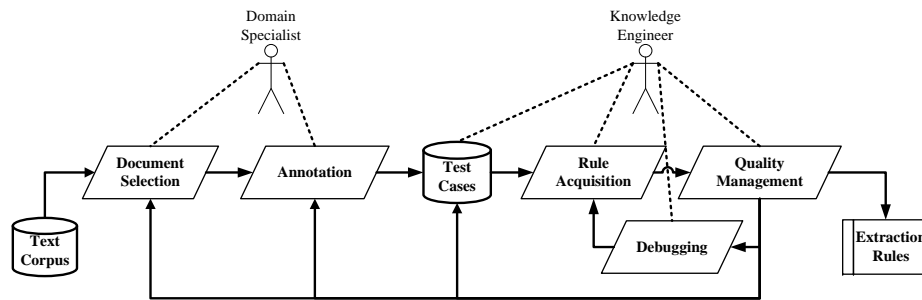 Domain
Specialist
Knowledge
Engineer
Document
Selection
Annotation
Test
Cases
Rule
Acquisition
Quality
Management
Text
Corpus
Debugging
Extraction
Rules